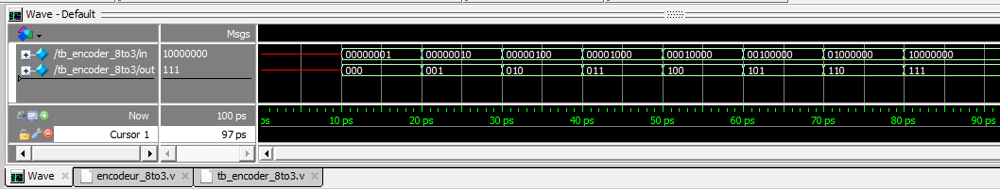 Wave - Default
Msgs
/tb_encoder_8to3/in 10000000 00000001 00000010 00000100 00001000 00010000 00100000 01000000 10000000
/tb_encoder_8to3/out 111 000 001 010 011 100 101 110 111
Now 100 ps ps 10 ps 20 ps 30 ps 40 ps 50 ps 60 ps 70 ps 80 ps 90 ps
Cursor 1 97 ps
Wave encodeur_8to3.v tb_encoder_8to3.v